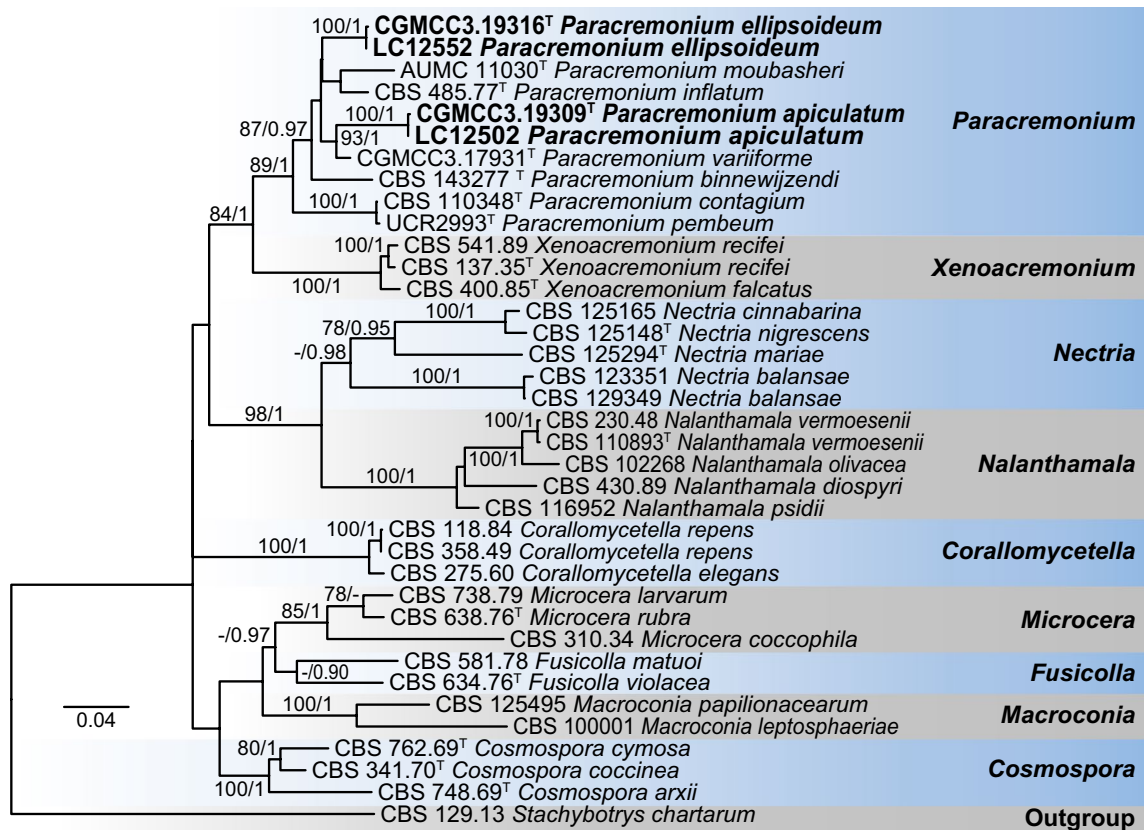 100/1 CGMCC3.19316ᵀ Paracremonium ellipsoideum
LC12552 Paracremonium ellipsoideum
AUMC 11030ᵀ Paracremonium moubasheri
CBS 485.77ᵀ Paracremonium inflatum
100/1 CGMCC3.19309ᵀ Paracremonium apiculatum
Paracremonium
87/0.97
93/1 LC12502 Paracremonium apiculatum
CGMCC3.17931ᵀ Paracremonium variiforme
89/1
CBS 143277 ᵀ Paracremonium binnewijzendi
100/1 CBS 110348ᵀ Paracremonium contagium
84/1
UCR2993ᵀ Paracremonium pembeum
100/1 CBS 541.89 Xenoacremonium recifei
CBS 137.35ᵀ Xenoacremonium recifei
Xenoacremonium
100/1 CBS 400.85ᵀ Xenoacremonium falcatus
100/1 CBS 125165 Nectria cinnabarina
78/0.95 CBS 125148ᵀ Nectria nigrescens
-/0.98 CBS 125294ᵀ Nectria mariae
Nectria
100/1 CBS 123351 Nectria balansae
CBS 129349 Nectria balansae
98/1
100/1 CBS 230.48 Nalanthamala vermoesenii
CBS 110893ᵀ Nalanthamala vermoesenii
100/1 CBS 102268 Nalanthamala olivacea
Nalanthamala
100/1 CBS 430.89 Nalanthamala diospyri
CBS 116952 Nalanthamala psidii
100/1 CBS 118.84 Corallomycetella repens
100/1 CBS 358.49 Corallomycetella repens
Corallomycetella
CBS 275.60 Corallomycetella elegans
78/- CBS 738.79 Microcera larvarum
85/1 CBS 638.76ᵀ Microcera rubra
Microcera
-/0.97 CBS 310.34 Microcera coccophila
CBS 581.78 Fusicolla matuoi
-/0.90
Fusicolla
CBS 634.76ᵀ Fusicolla violacea
100/1 CBS 125495 Macroconia papilionacearum
Macroconia
0.04
CBS 100001 Macroconia leptosphaeriae
80/1 CBS 762.69ᵀ Cosmospora cymosa
CBS 341.70ᵀ Cosmospora coccinea
Cosmospora
100/1 CBS 748.69ᵀ Cosmospora arxii
CBS 129.13 Stachybotrys chartarum
Outgroup